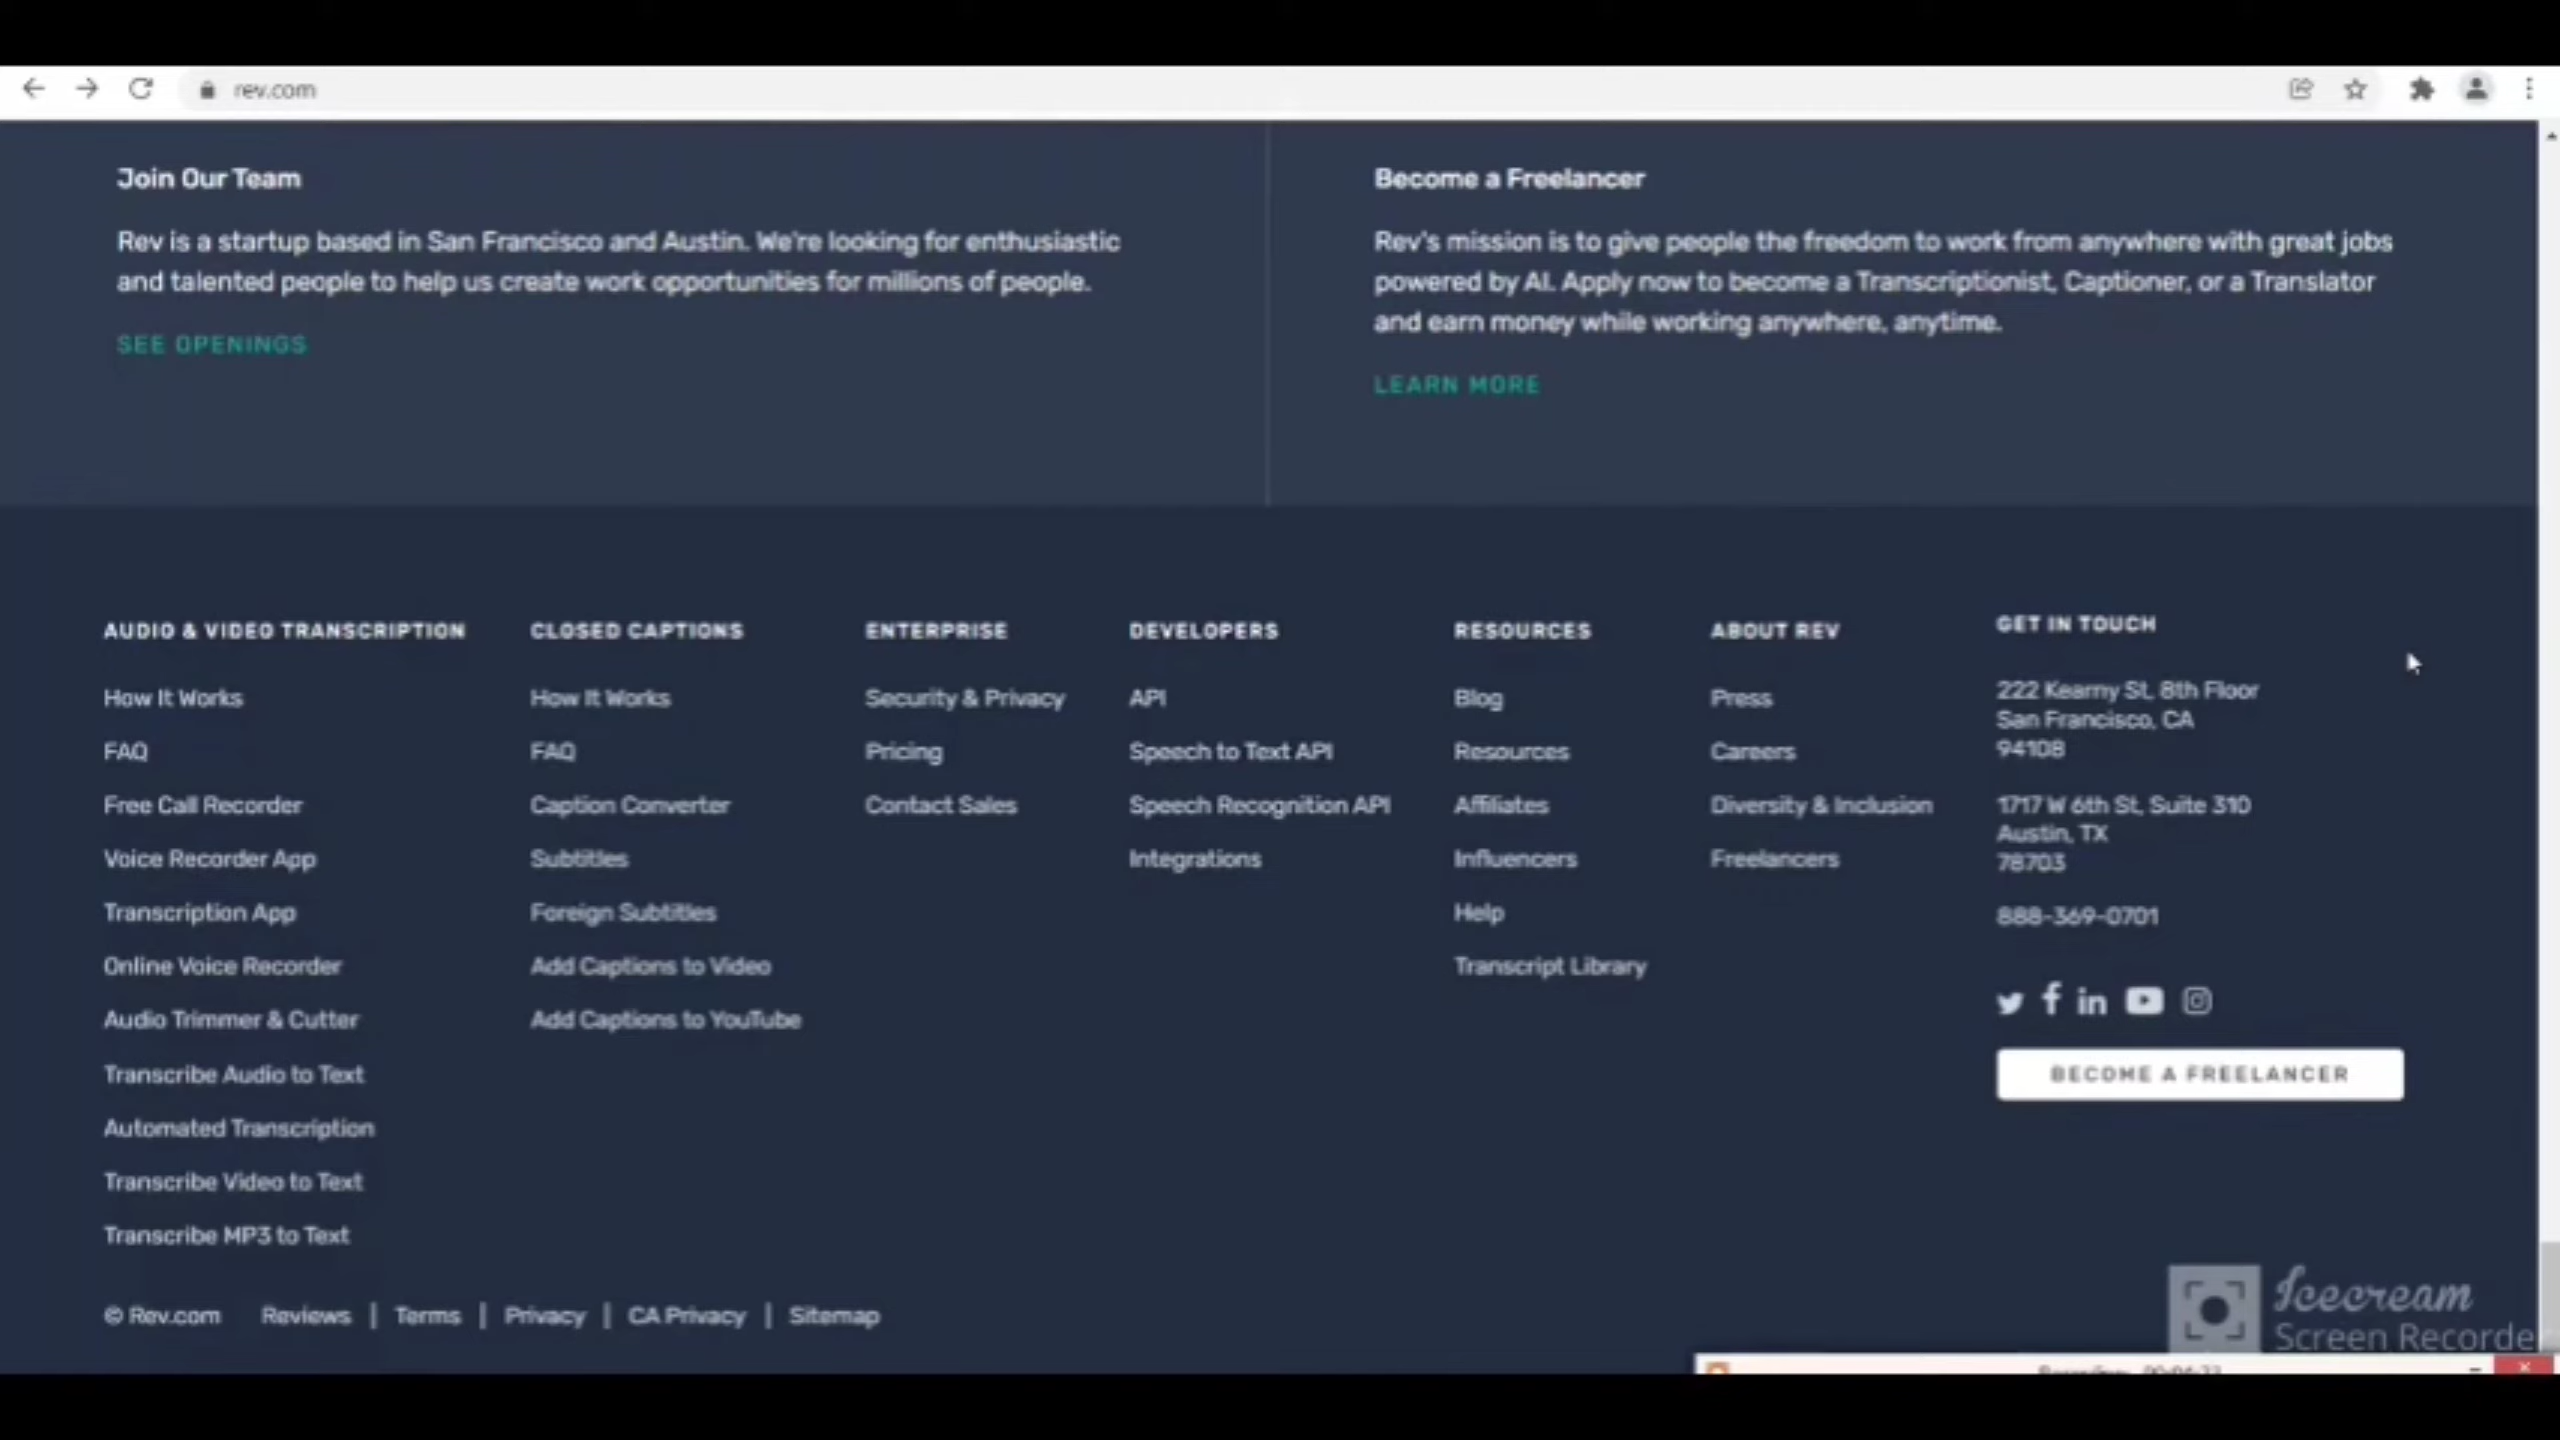 rev.com
Join Our Team
Rev is a startup based in San Francisco and Austin. We're looking for enthusiastic
and talented people to help us create work opportunities for millions of people.
SEE OPENINGS
Become a Freelancer
Rev's mission is to give people the freedom to work from anywhere with great jobs
powered by AI. Apply now to become a Transcriptionist, Captioner, or a Translator
and earn money while working anywhere, anytime.
LEARN MORE
AUDIO & VIDEO TRANSCRIPTION
How It Works
FAQ
Free Call Recorder
Voice Recorder App
Transcription App
Online Voice Recorder
Audio Trimmer & Cutter
Transcribe Audio to Text
Automated Transcription
Transcribe Video to Text
Transcribe MP3 to Text
CLOSED CAPTIONS
How It Works
FAQ
Caption Converter
Subtitles
Foreign Subtitles
Add Captions to Video
Add Captions to YouTube
ENTERPRISE
Security & Privacy
Pricing
Contact Sales
DEVELOPERS
API
Speech to Text API
Speech Recognition API
Integrations
RESOURCES
Blog
Resources
Affiliates
Influencers
Help
Transcript Library
ABOUT REV
Press
Careers
Diversity & Inclusion
Freelancers
GET IN TOUCH
222 Kearny St, 8th Floor
San Francisco, CA
94108
1717 W 6th St, Suite 310
Austin, TX
78703
888-369-0701
BECOME A FREELANCER
© Rev.com Reviews | Terms | Privacy | CA Privacy | Sitemap
Icecream
Screen Recorde